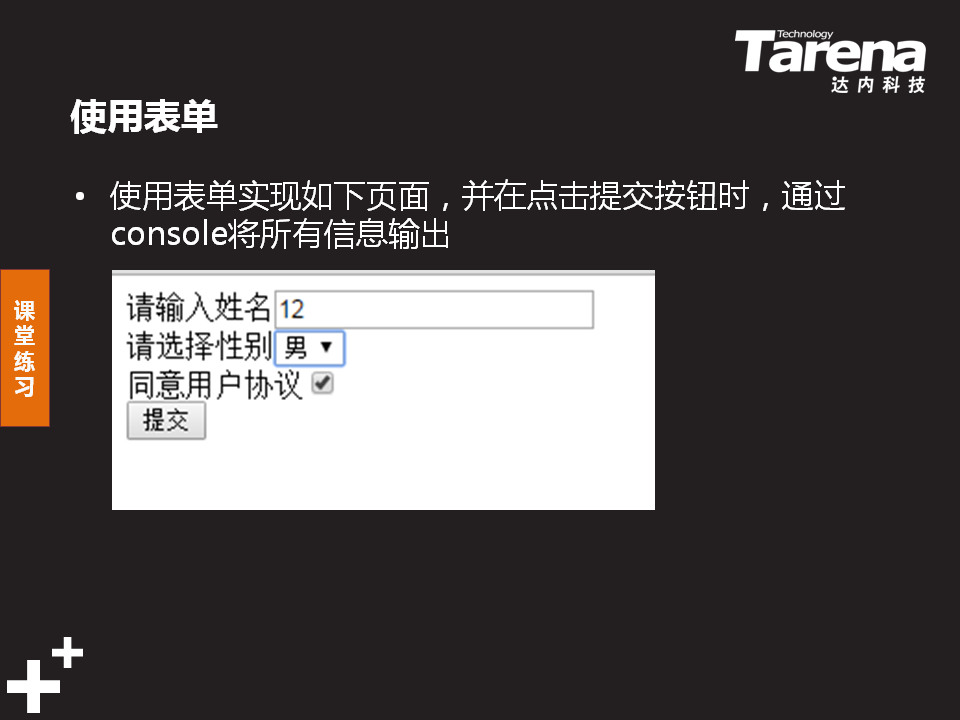 Technology
Tarena
达内科技
使用表单
• 使用表单实现如下页面，并在点击提交按钮时，通过
console将所有信息输出
课堂练习
请输入姓名 12
请选择性别 男 ▼
同意用户协议
提交